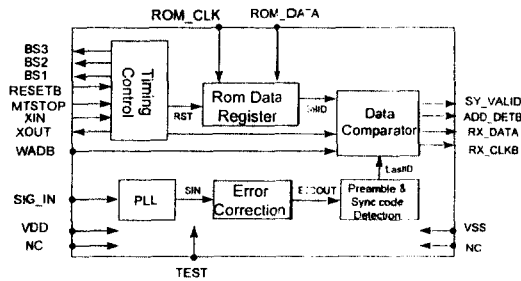 ROM_CLK ROM_DATA
BS3
BS2
BS1
RESETB
MTSTOP
XIN
XOUT
WADB
Timing
Control
RST
Rom Data
Register
Data
Comparator
SY_VALID
ADD_DETB
RX_DATA
RX_CLKB
SIG_IN
PLL
SIN
Error
Correction
Preamble &
Sync code
Detection
VDD
NC
VSS
NC
TEST